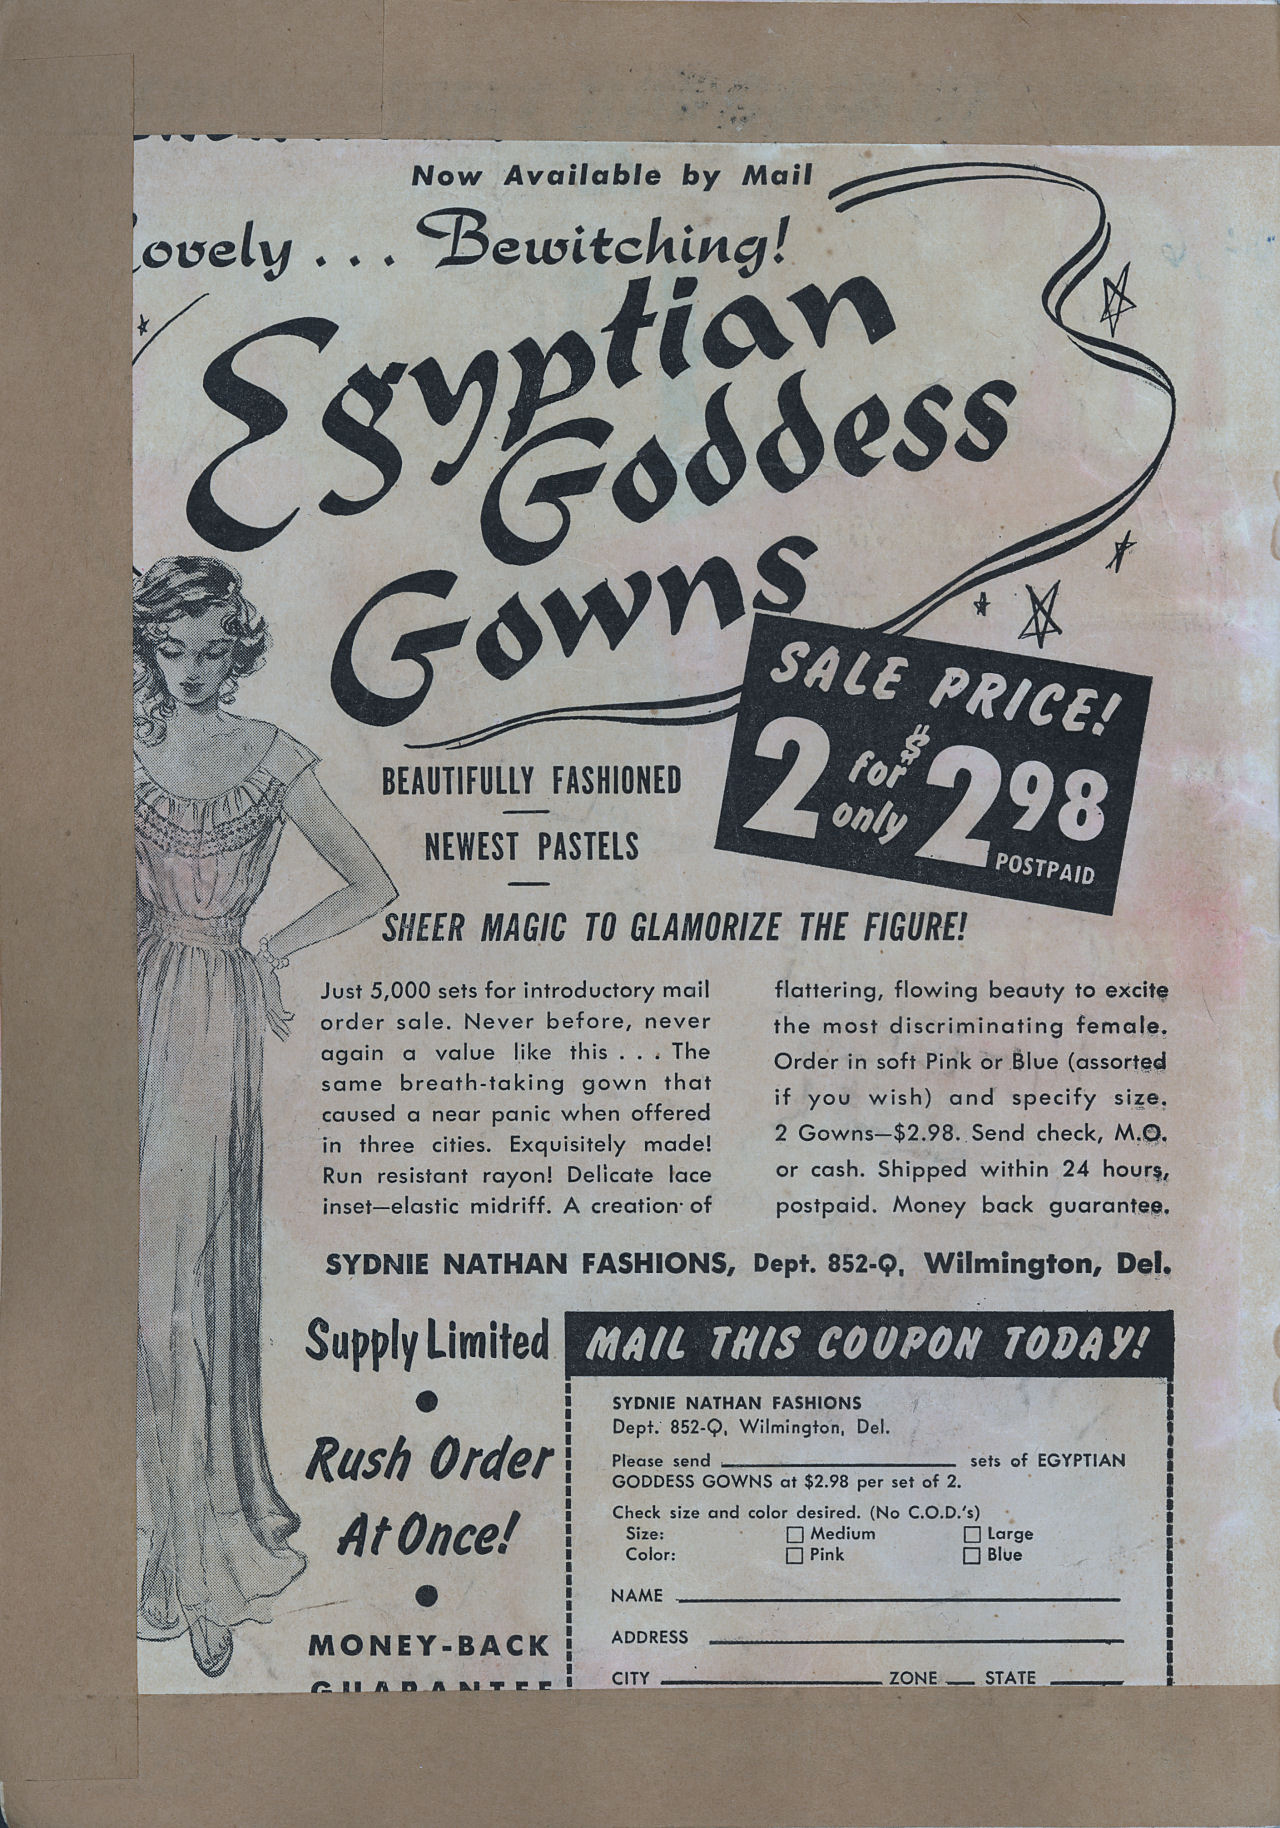 Now Available by Mail
ovely . . . Bewitching!
Egyptian
Goddess
Gowns
SALE PRICE!
2 for only $2.98
POSTPAID
BEAUTIFULLY FASHIONED
NEWEST PASTELS
SHEER MAGIC TO GLAMORIZE THE FIGURE!
Just 5,000 sets for introductory mail
order sale. Never before, never
again a value like this . . . The
same breath-taking gown that
caused a near panic when offered
in three cities. Exquisitely made!
Run resistant rayon! Delicate lace
inset—elastic midriff. A creation of
flattering, flowing beauty to excite
the most discriminating female.
Order in soft Pink or Blue (assorted
if you wish) and specify size.
2 Gowns—$2.98. Send check, M.O.
or cash. Shipped within 24 hours,
postpaid. Money back guarantee.
SYDNIE NATHAN FASHIONS, Dept. 852-Q, Wilmington, Del.
Supply Limited
Rush Order
At Once!
MONEY-BACK
GUARANTEE
MAIL THIS COUPON TODAY!
SYDNIE NATHAN FASHIONS
Dept. 852-Q, Wilmington, Del.
Please send ________ sets of EGYPTIAN
GODDESS GOWNS at $2.98 per set of 2.
Check size and color desired. (No C.O.D.'s)
Size: □ Medium □ Large
Color: □ Pink □ Blue
NAME ________
ADDRESS ________
CITY ________ ZONE ___ STATE ______